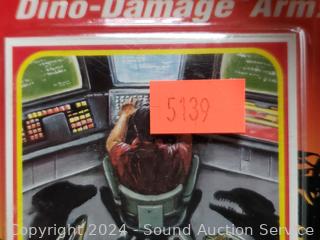 Dino-Damage Arm
5139
Copyright 2024 - Sound Auction Service